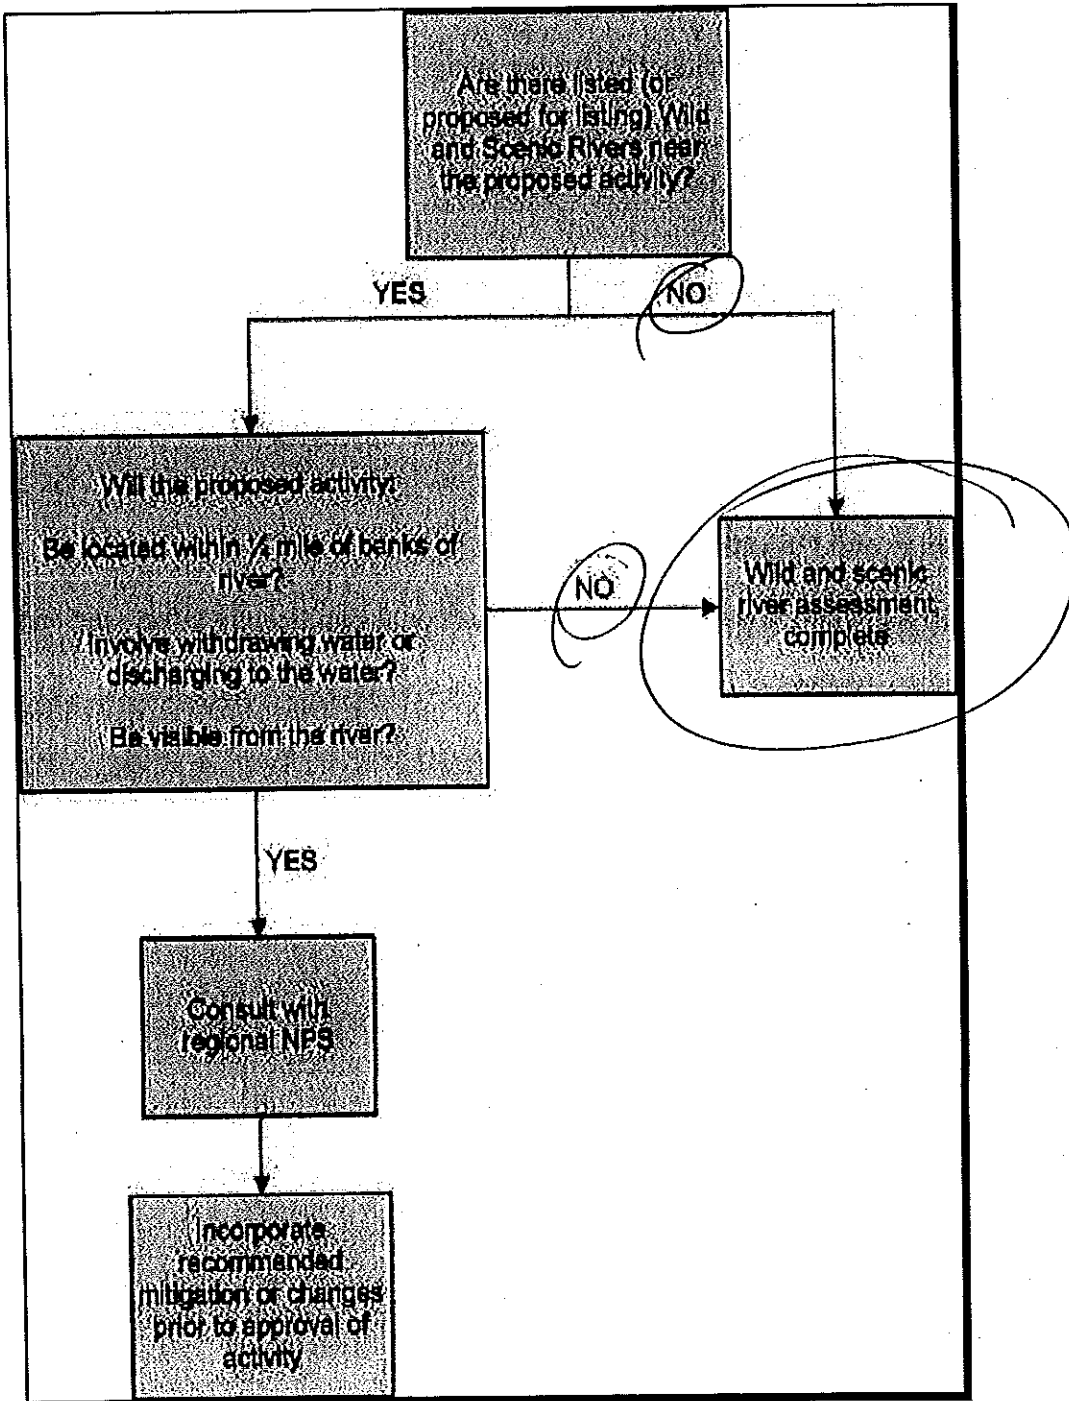 Are there listed (or
proposed for listing) Wild
and Scenic Rivers near
the proposed activity?
YES
NO
Will the proposed activity:
Be located within ¼ mile of banks of
river?
Involve withdrawing water or
discharging to the water?
Be visible from the river?
NO
Wild and scenic
river assessment
complete
YES
Consult with
regional NPS
Incorporate
recommended
mitigation or changes
prior to approval of
activity